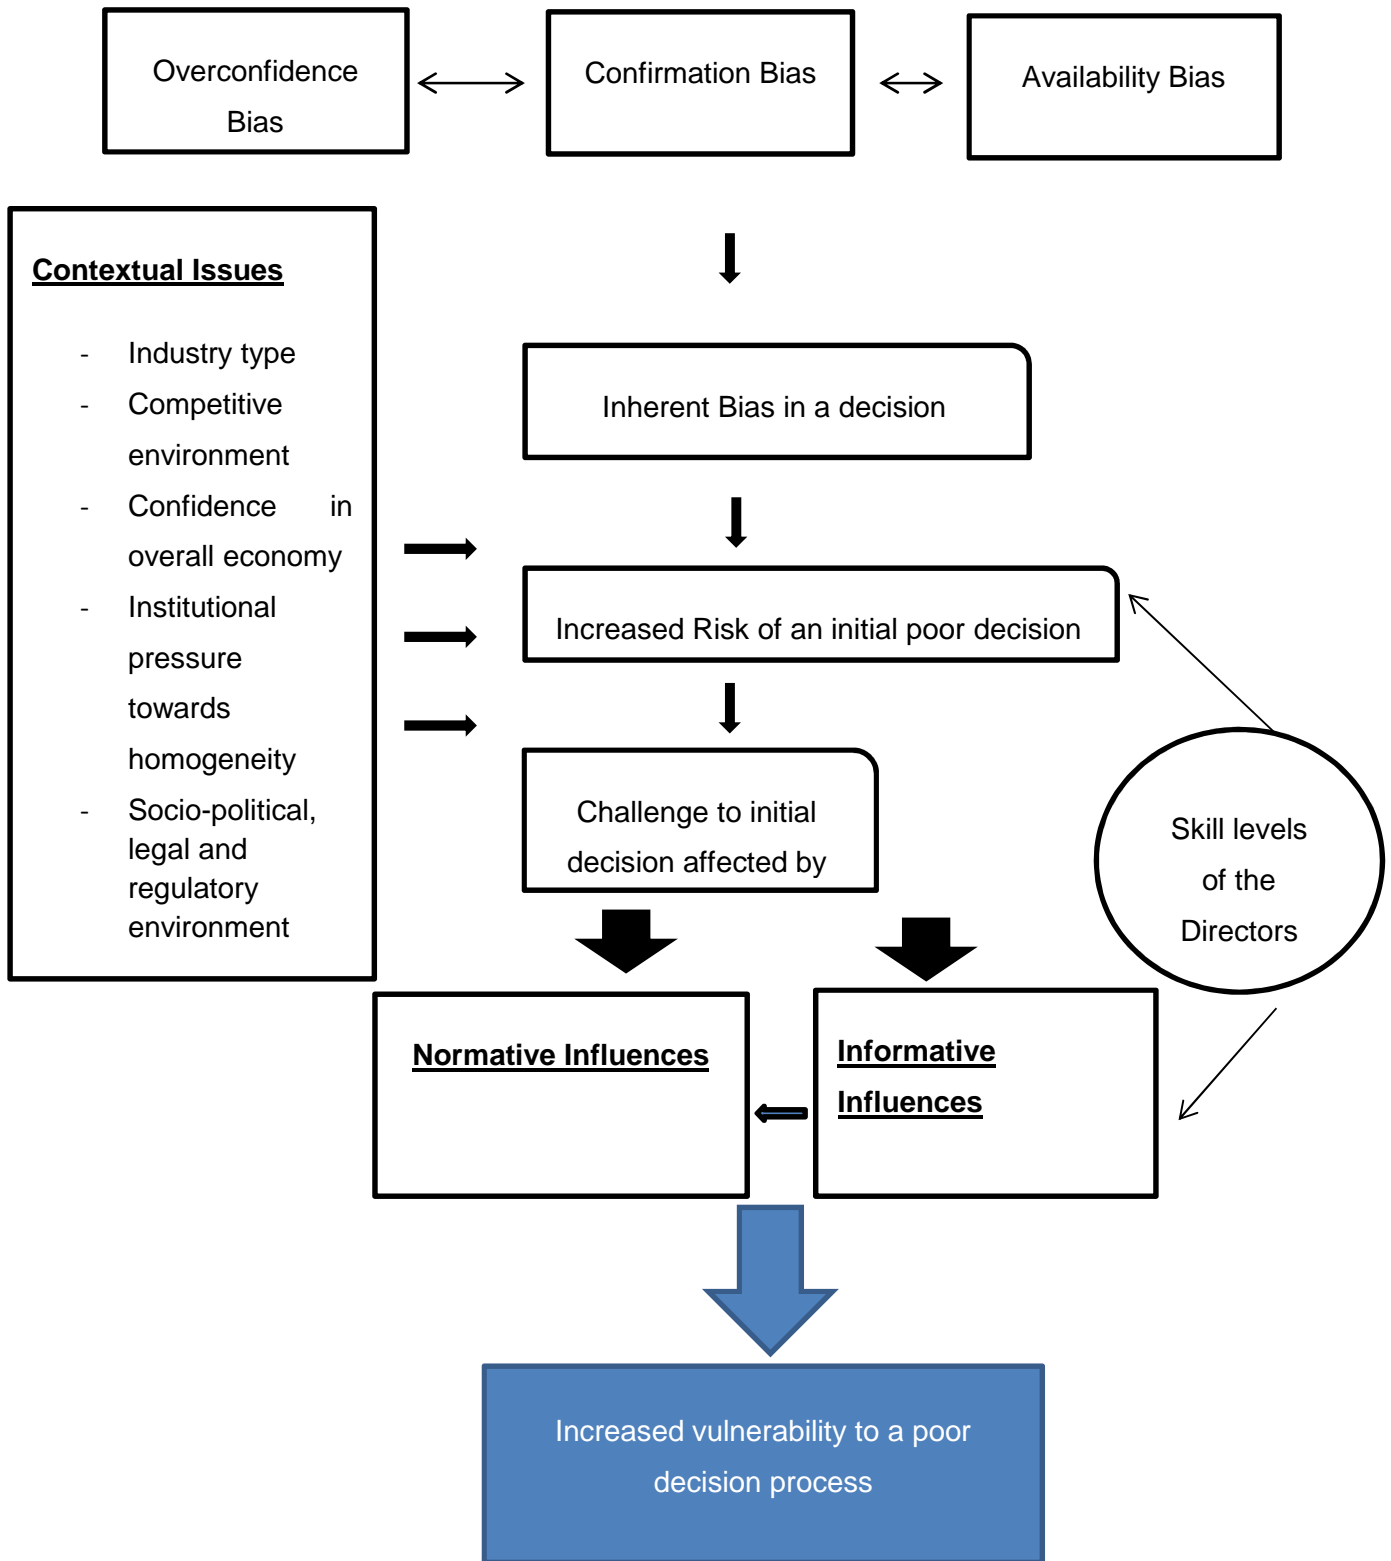 Overconfidence
Bias
Confirmation Bias
Availability Bias
Contextual Issues
- Industry type
- Competitive
environment
- Confidence in
overall economy
- Institutional
pressure
towards
homogeneity
- Socio-political,
legal and
regulatory
environment
Inherent Bias in a decision
Increased Risk of an initial poor decision
Challenge to initial
decision affected by
Skill levels
of the
Directors
Normative Influences
Informative
Influences
Increased vulnerability to a poor
decision process